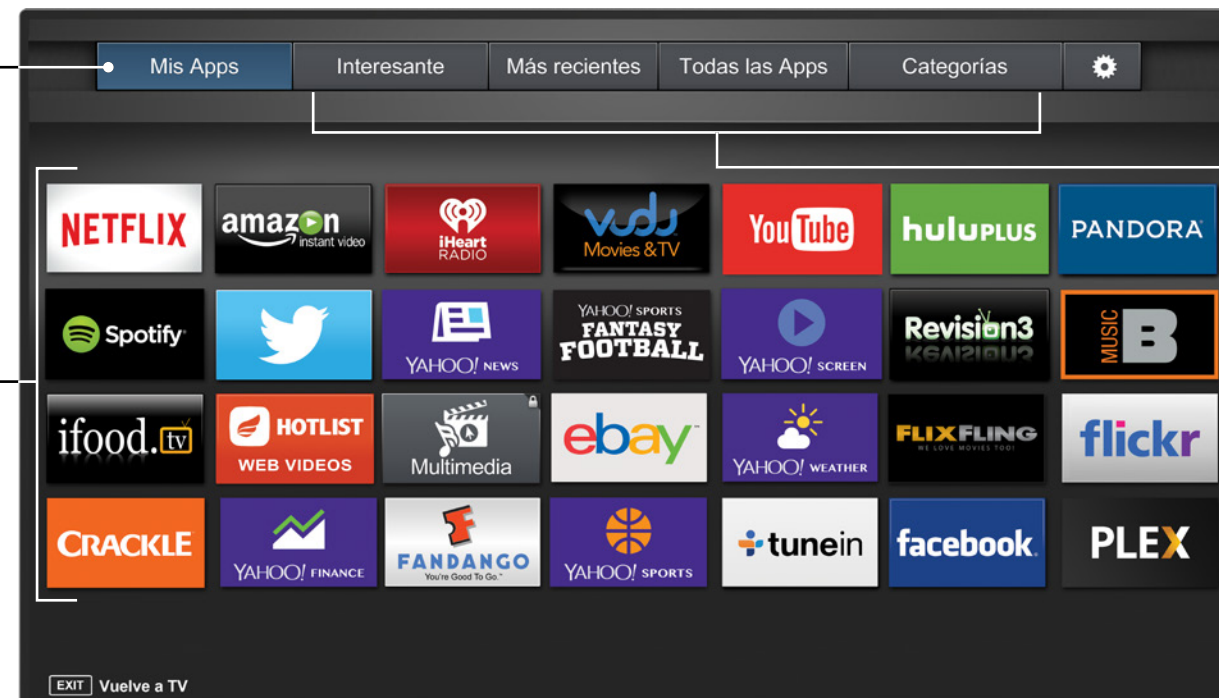 Mis Apps Interesante Más recientes Todas las Apps Categorías
NETFLIX
amazon
instant video
iHeart
RADIO
vudu
Movies & TV
YouTube
huluPLUS
PANDORA
Spotify
YAHOO! NEWS
YAHOO! SPORTS
FANTASY
FOOTBALL
YAHOO! SCREEN
Revision3
MUSIC B
ifood.tv
HOTLIST
WEB VIDEOS
Multimedia
ebay
YAHOO! WEATHER
FLIXFLING
WE LOVE MOVIES TOO!
flickr
CRACKLE
YAHOO! FINANCE
FANDANGO
You're Good To Go.™
YAHOO! SPORTS
tunein
facebook
PLEX
EXIT Vuelve a TV